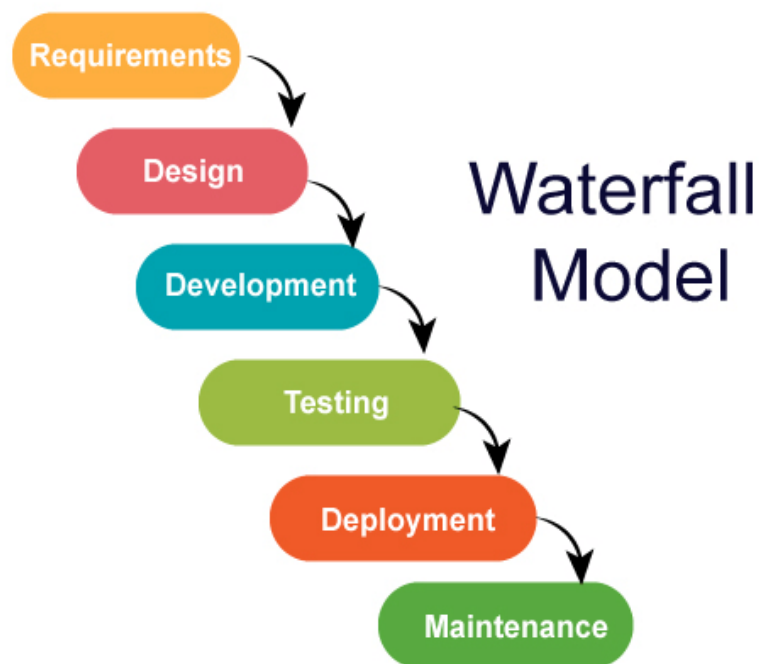 Requirements
Design
Waterfall
Model
Development
Testing
Deployment
Maintenance